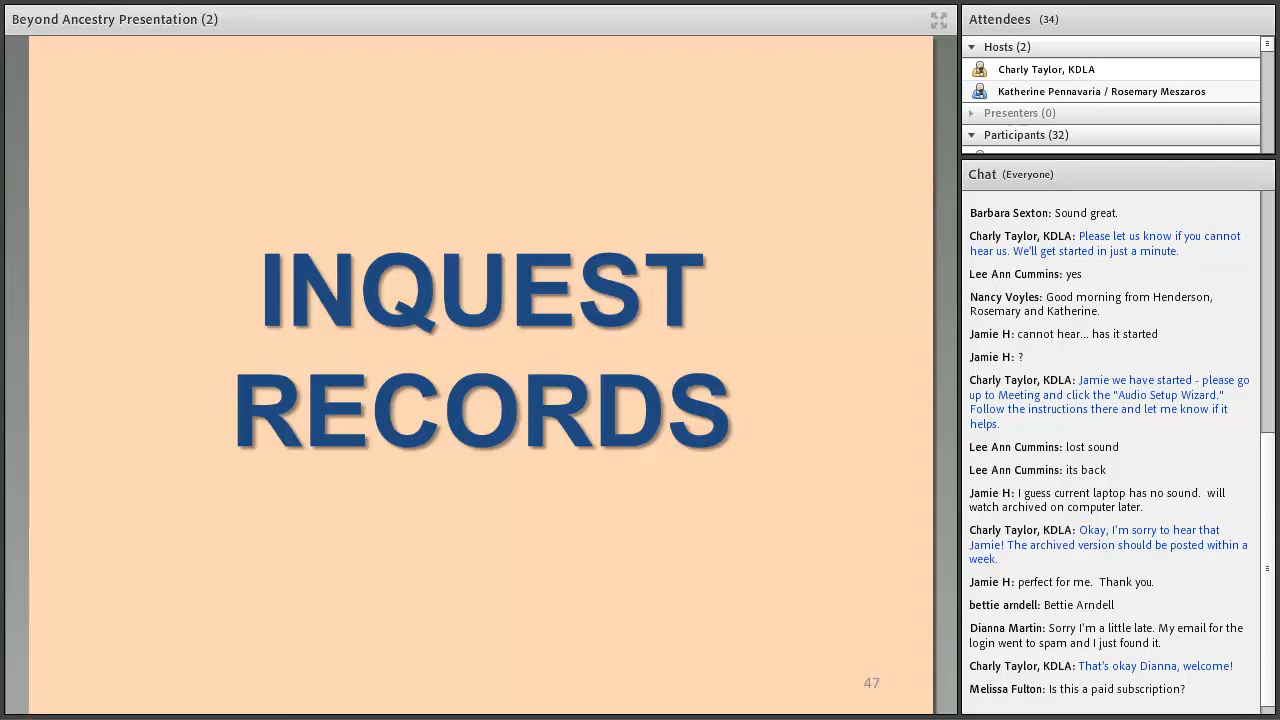 Beyond Ancestry Presentation (2)
INQUEST
RECORDS
47
Attendees (34)
Hosts (2)
Charly Taylor, KDLA
Katherine Pennavaria / Rosemary Meszaros
Presenters (0)
Participants (32)
Chat (Everyone)
Barbara Sexton: Sound great.
Charly Taylor, KDLA: Please let us know if you cannot
hear us. We'll get started in just a minute.
Lee Ann Cummins: yes
Nancy Voyles: Good morning from Henderson,
Rosemary and Katherine.
Jamie H: cannot hear... has it started
Jamie H: ?
Charly Taylor, KDLA: Jamie we have started - please go
up to Meeting and click the "Audio Setup Wizard."
Follow the instructions there and let me know if it
helps.
Lee Ann Cummins: lost sound
Lee Ann Cummins: its back
Jamie H: I guess current laptop has no sound.  will
watch archived on computer later.
Charly Taylor, KDLA: Okay, I'm sorry to hear that
Jamie! The archived version should be posted within a
week.
Jamie H: perfect for me.  Thank you.
bettie arndell: Bettie Arndell
Dianna Martin: Sorry I'm a little late. My email for the
login went to spam and I just found it.
Charly Taylor, KDLA: That's okay Dianna, welcome!
Melissa Fulton: Is this a paid subscription?